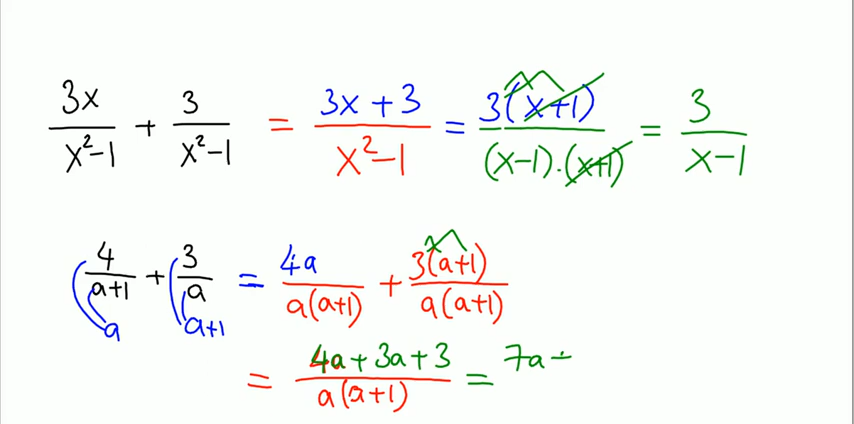 3x/(x²-1) + 3/(x²-1) = (3x+3)/(x²-1) = 3(x+1)/((x-1).(x+1)) = 3/(x-1)
4/(a+1) + 3/a = 4a/(a(a+1)) + 3(a+1)/(a(a+1))
a a+1
= (4a+3a+3)/(a(a+1)) = 7a +